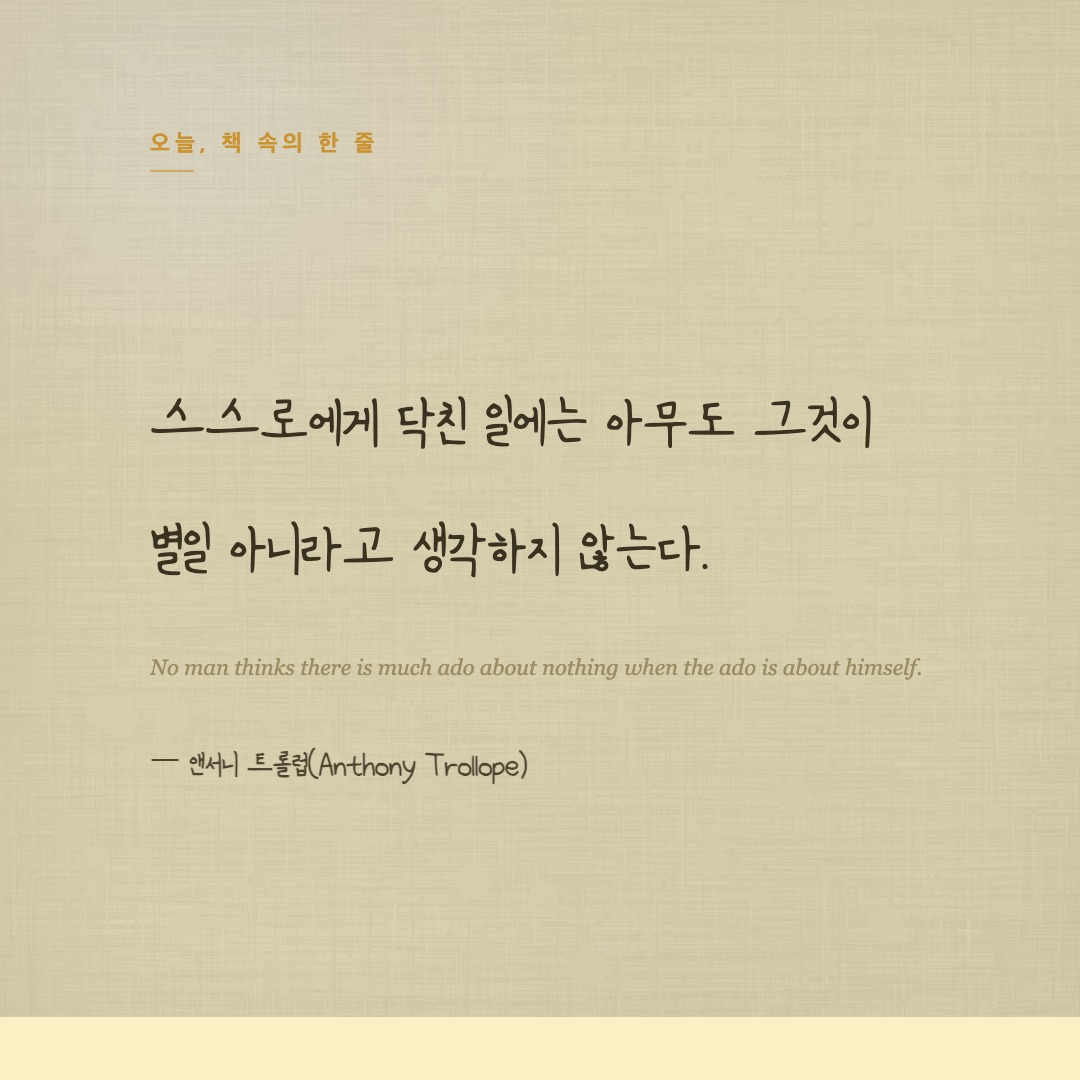 오늘, 책 속의 한 줄
스스로에게 닥친 일에는 아무도 그것이
별일 아니라고 생각하지 않는다.
No man thinks there is much ado about nothing when the ado is about himself.
— 앤서니 트롤럽(Anthony Trollope)